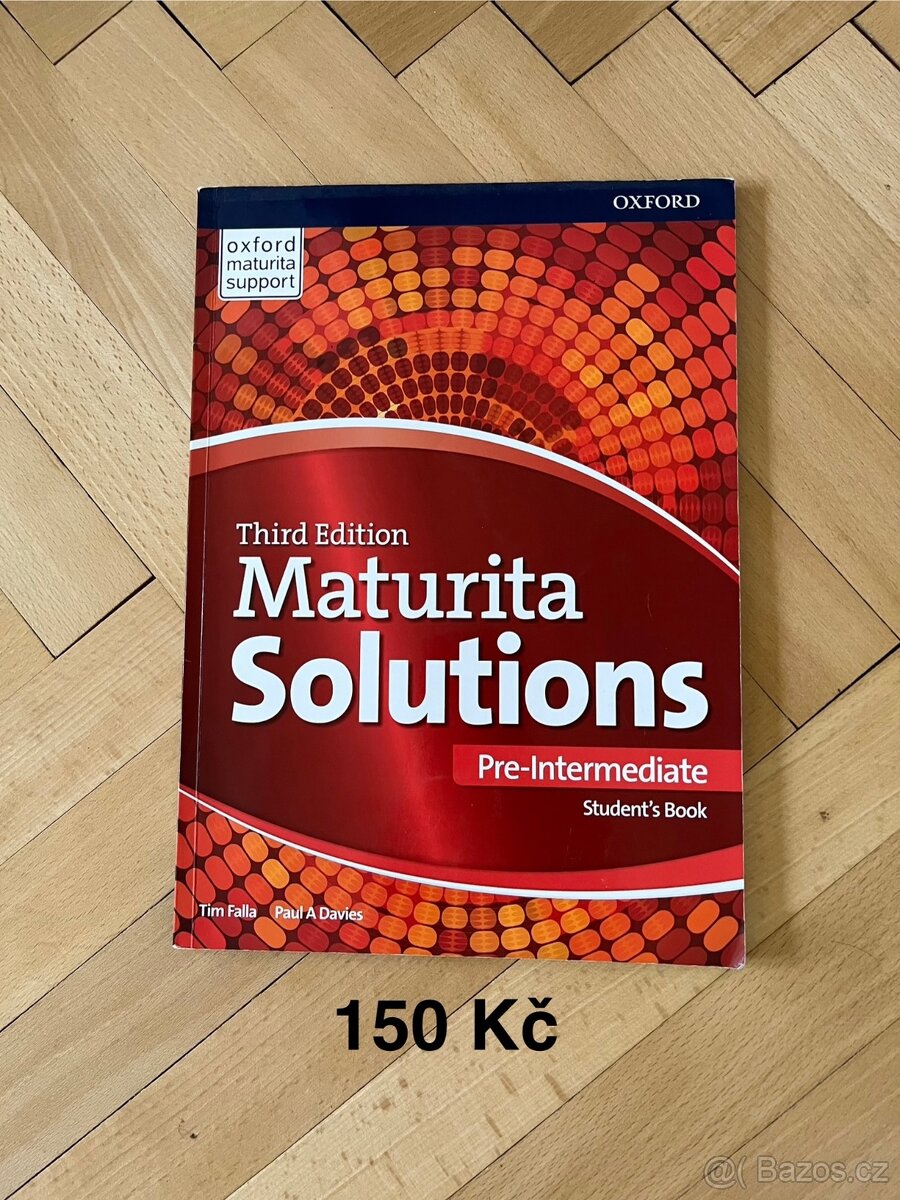 OXFORD
oxford
maturita
support
Third Edition
Maturita
Solutions
Pre-Intermediate
Student's Book
Tim Falla Paul A Davies
150 Kč
@( Bazos.cz